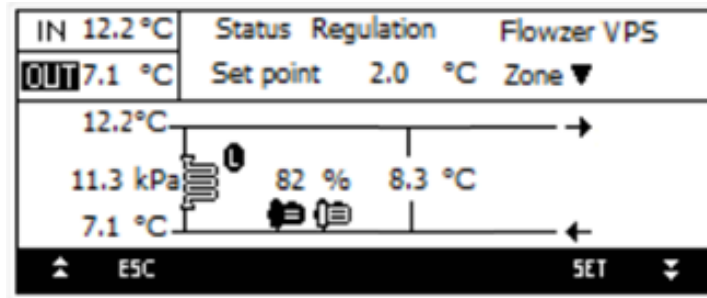 IN 12.2 °C Status Regulation Flowzer VPS
OUT 7.1 °C Set point 2.0 °C Zone ▼
12.2°C
L
11.3 kPa 82 % 8.3 °C
7.1 °C
ESC SET